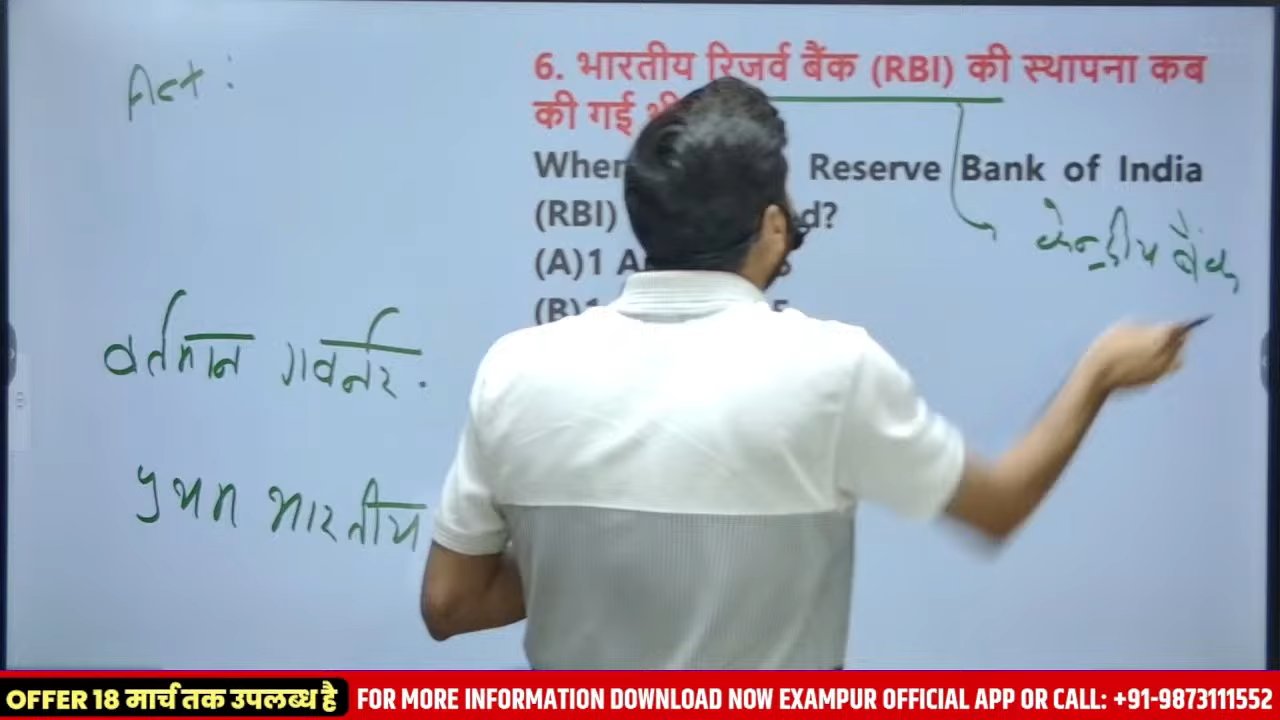 Act :
6. भारतीय रिजर्व बैंक (RBI) की स्थापना कब
की गई
When Reserve Bank of India
(RBI) d?
(A)1
(B)
केन्द्रीय बैंक
वर्तमान गवर्नर.
प्रथम भारतीय
OFFER 18 मार्च तक उपलब्ध है FOR MORE INFORMATION DOWNLOAD NOW EXAMPUR OFFICIAL APP OR CALL: +91-9873111552